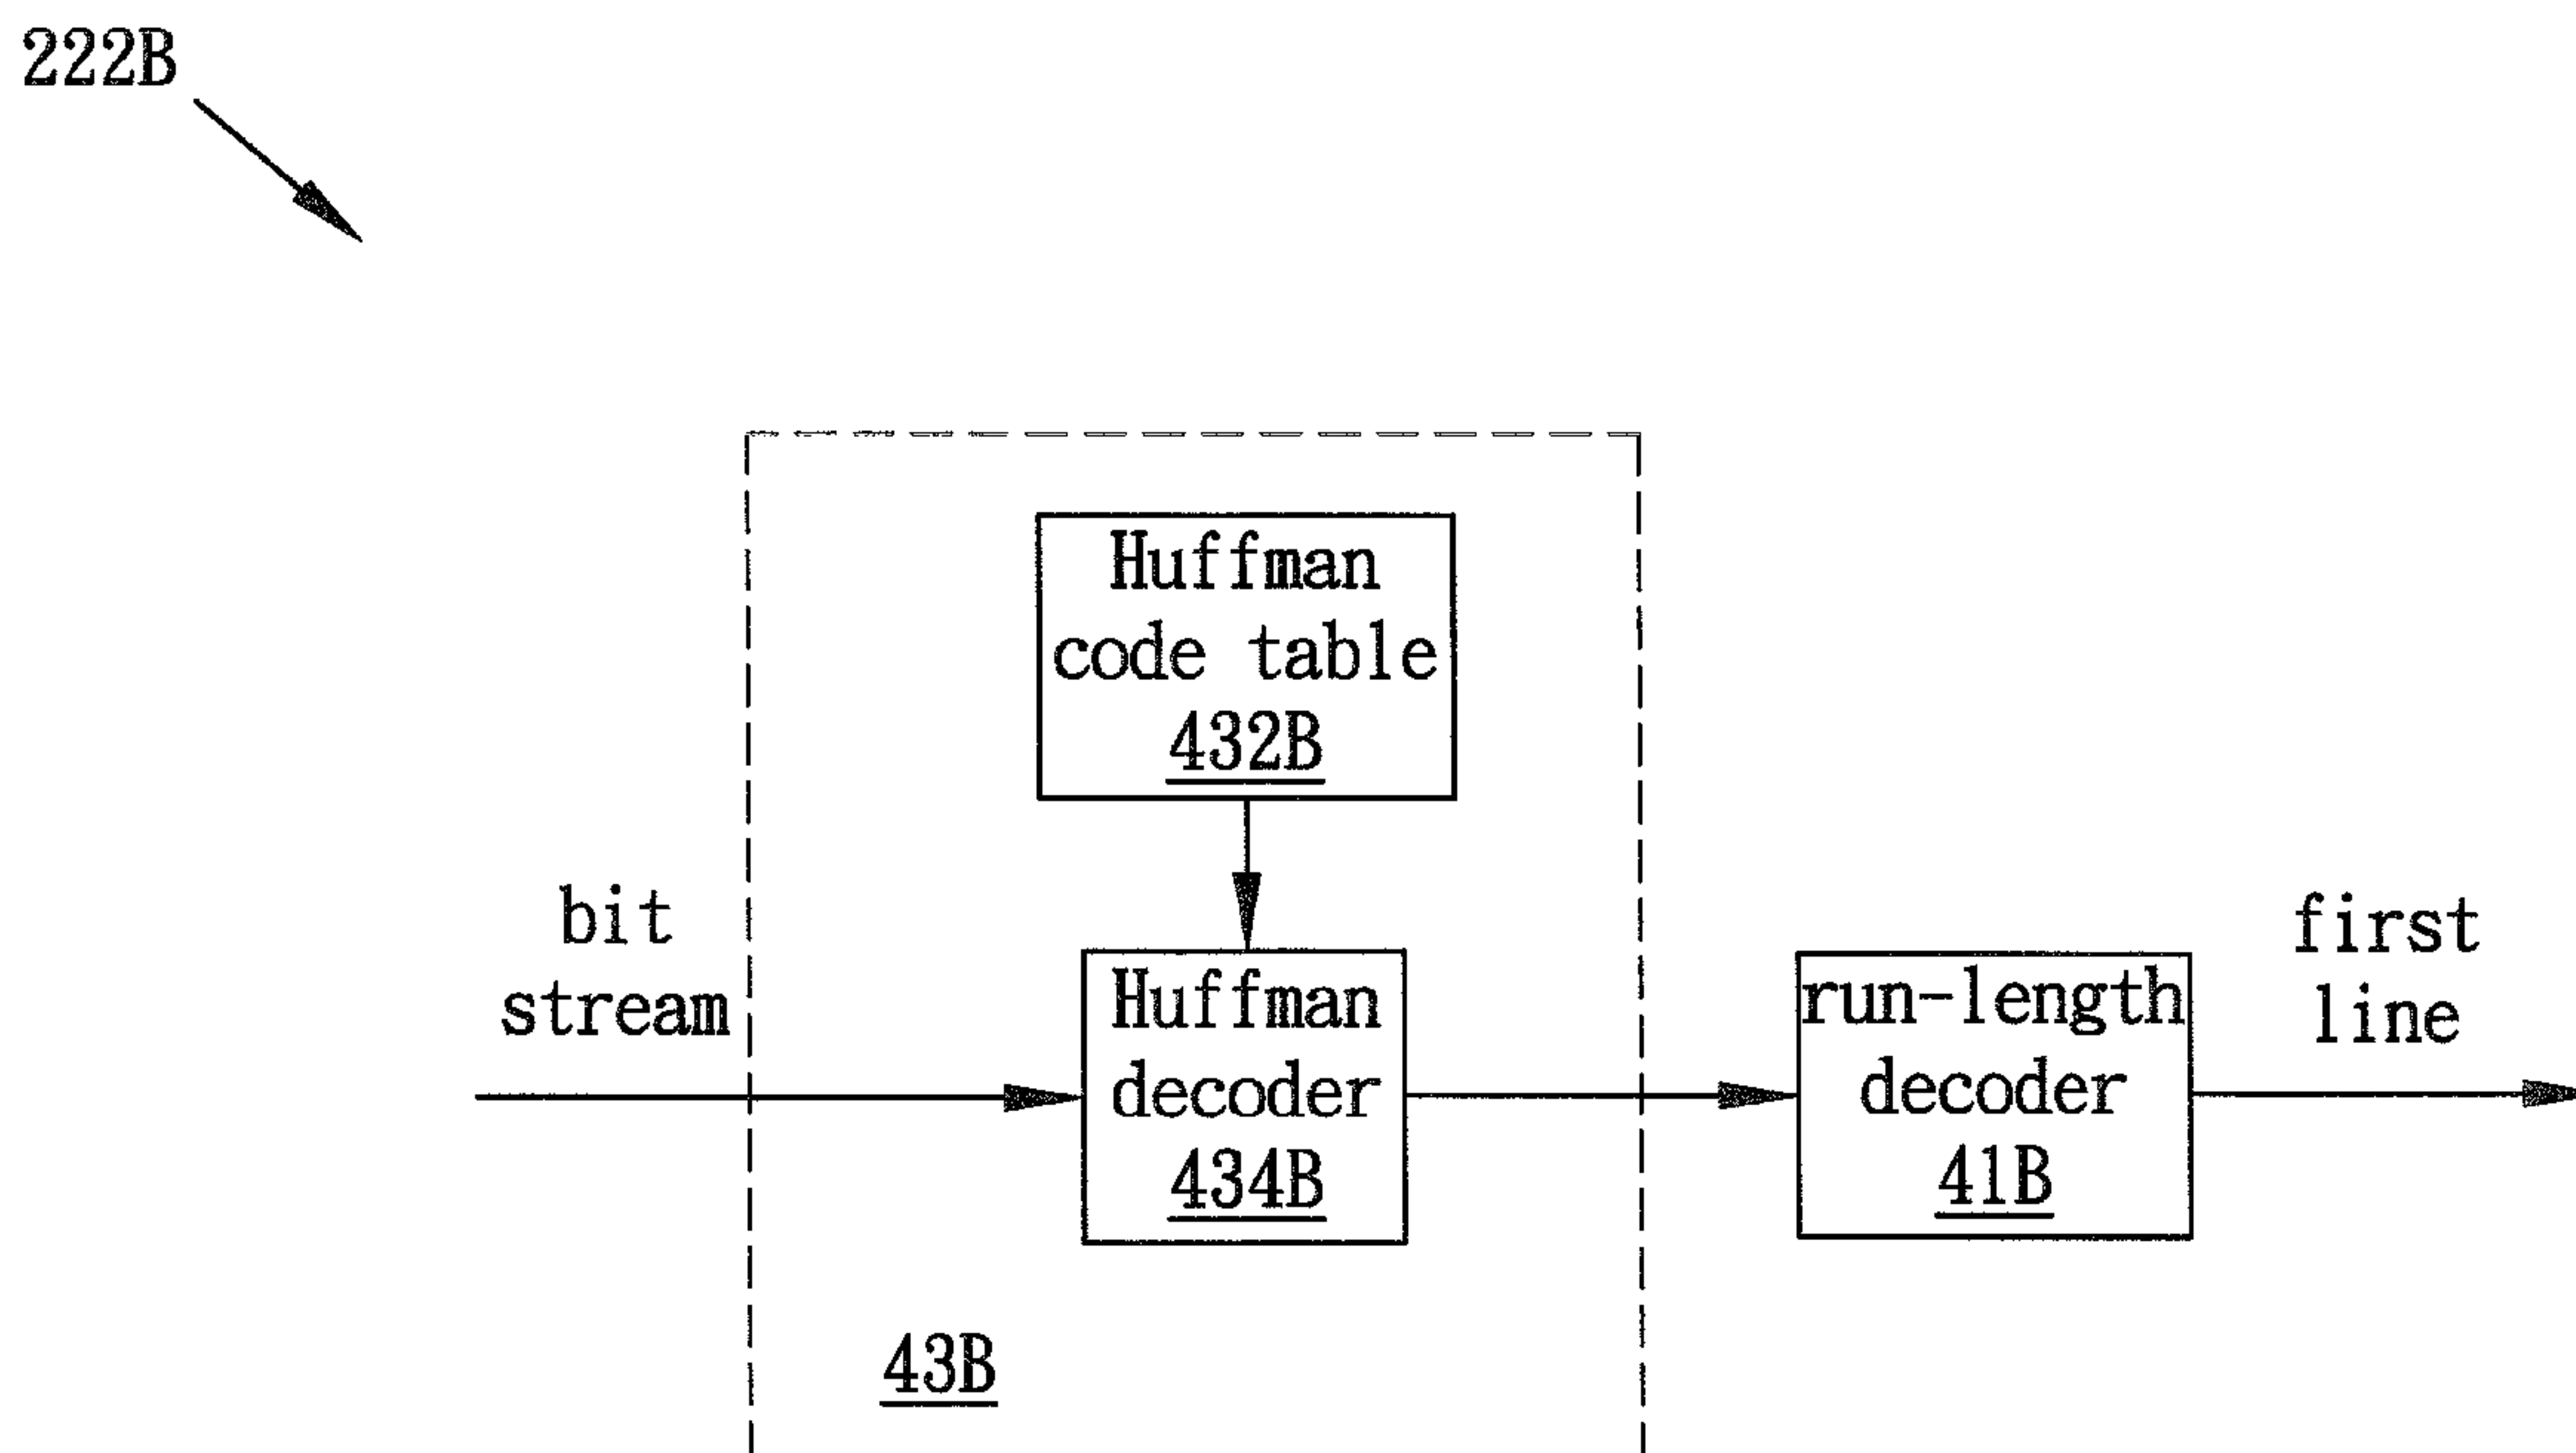 222B
Huffman
code table
432B
bit
stream
Huffman
decoder
434B
run-length
decoder
41B
first
line
43B